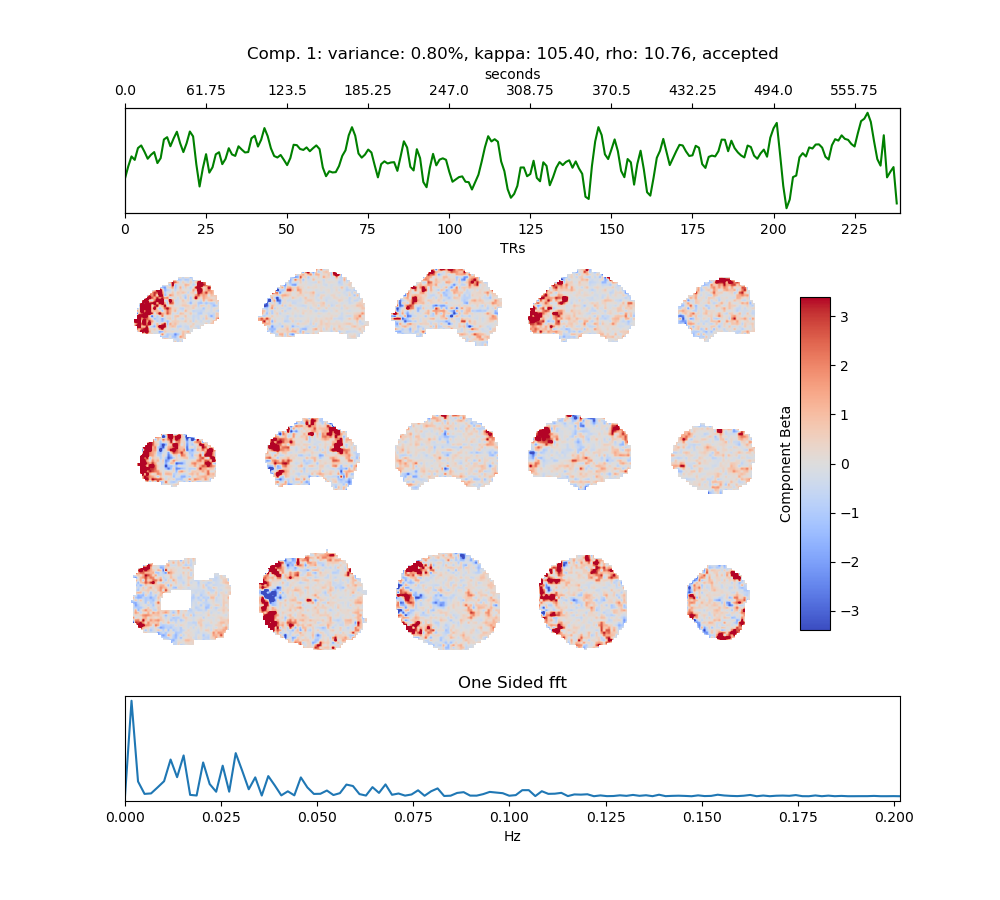 Comp. 1: variance: 0.80%, kappa: 105.40, rho: 10.76, accepted
seconds
0.0 61.75 123.5 185.25 247.0 308.75 370.5 432.25 494.0 555.75
0 25 50 75 100 125 150 175 200 225
TRs
3
2
1
0
−1
−2
−3
Component Beta
One Sided fft
0.000 0.025 0.050 0.075 0.100 0.125 0.150 0.175 0.200
Hz